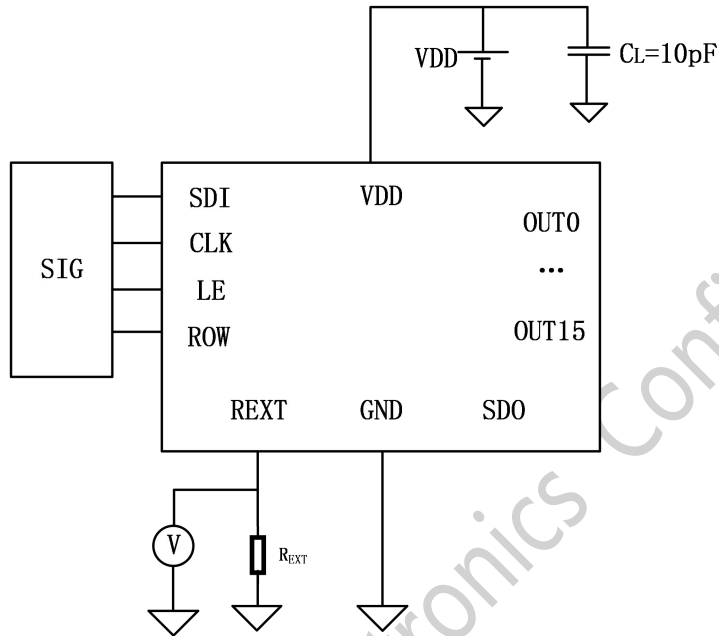 VDD
CL=10pF
SDI
VDD
OUT0
CLK
SIG
...
LE
OUT15
ROW
REXT
GND
SDO
V
REXT